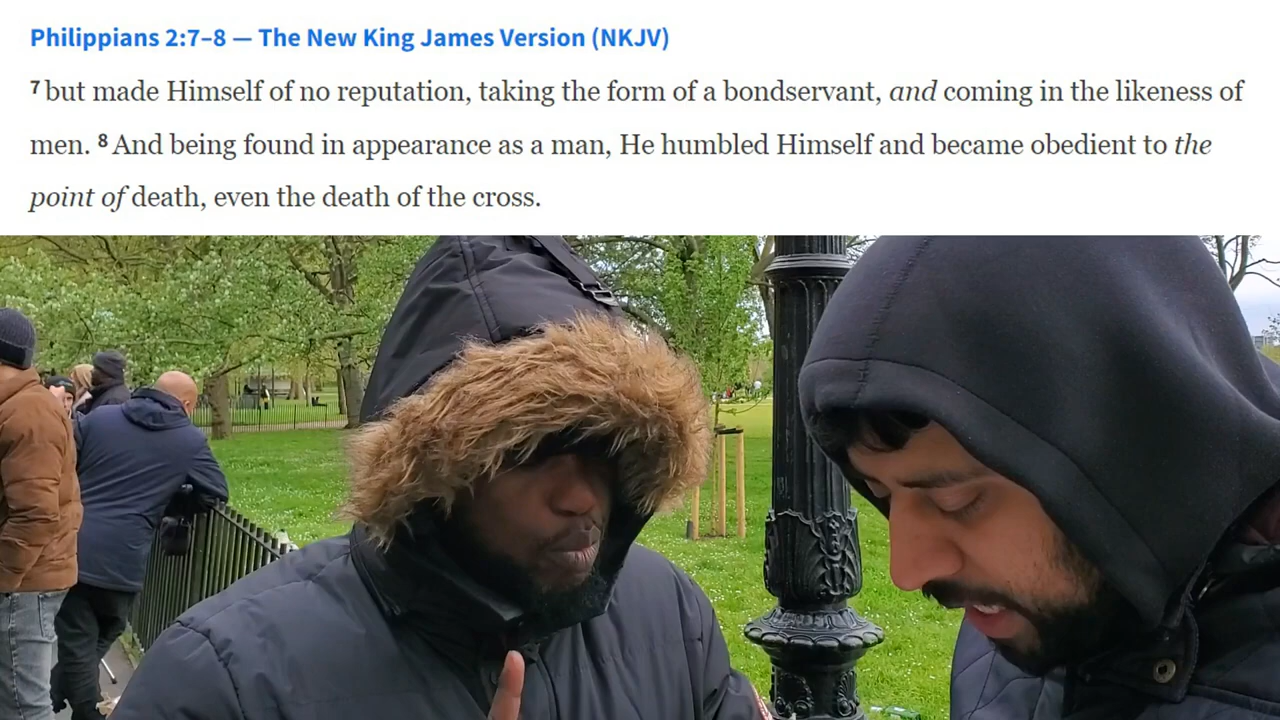 Philippians 2:7–8 — The New King James Version (NKJV)
7 but made Himself of no reputation, taking the form of a bondservant, and coming in the likeness of
men. 8 And being found in appearance as a man, He humbled Himself and became obedient to the
point of death, even the death of the cross.